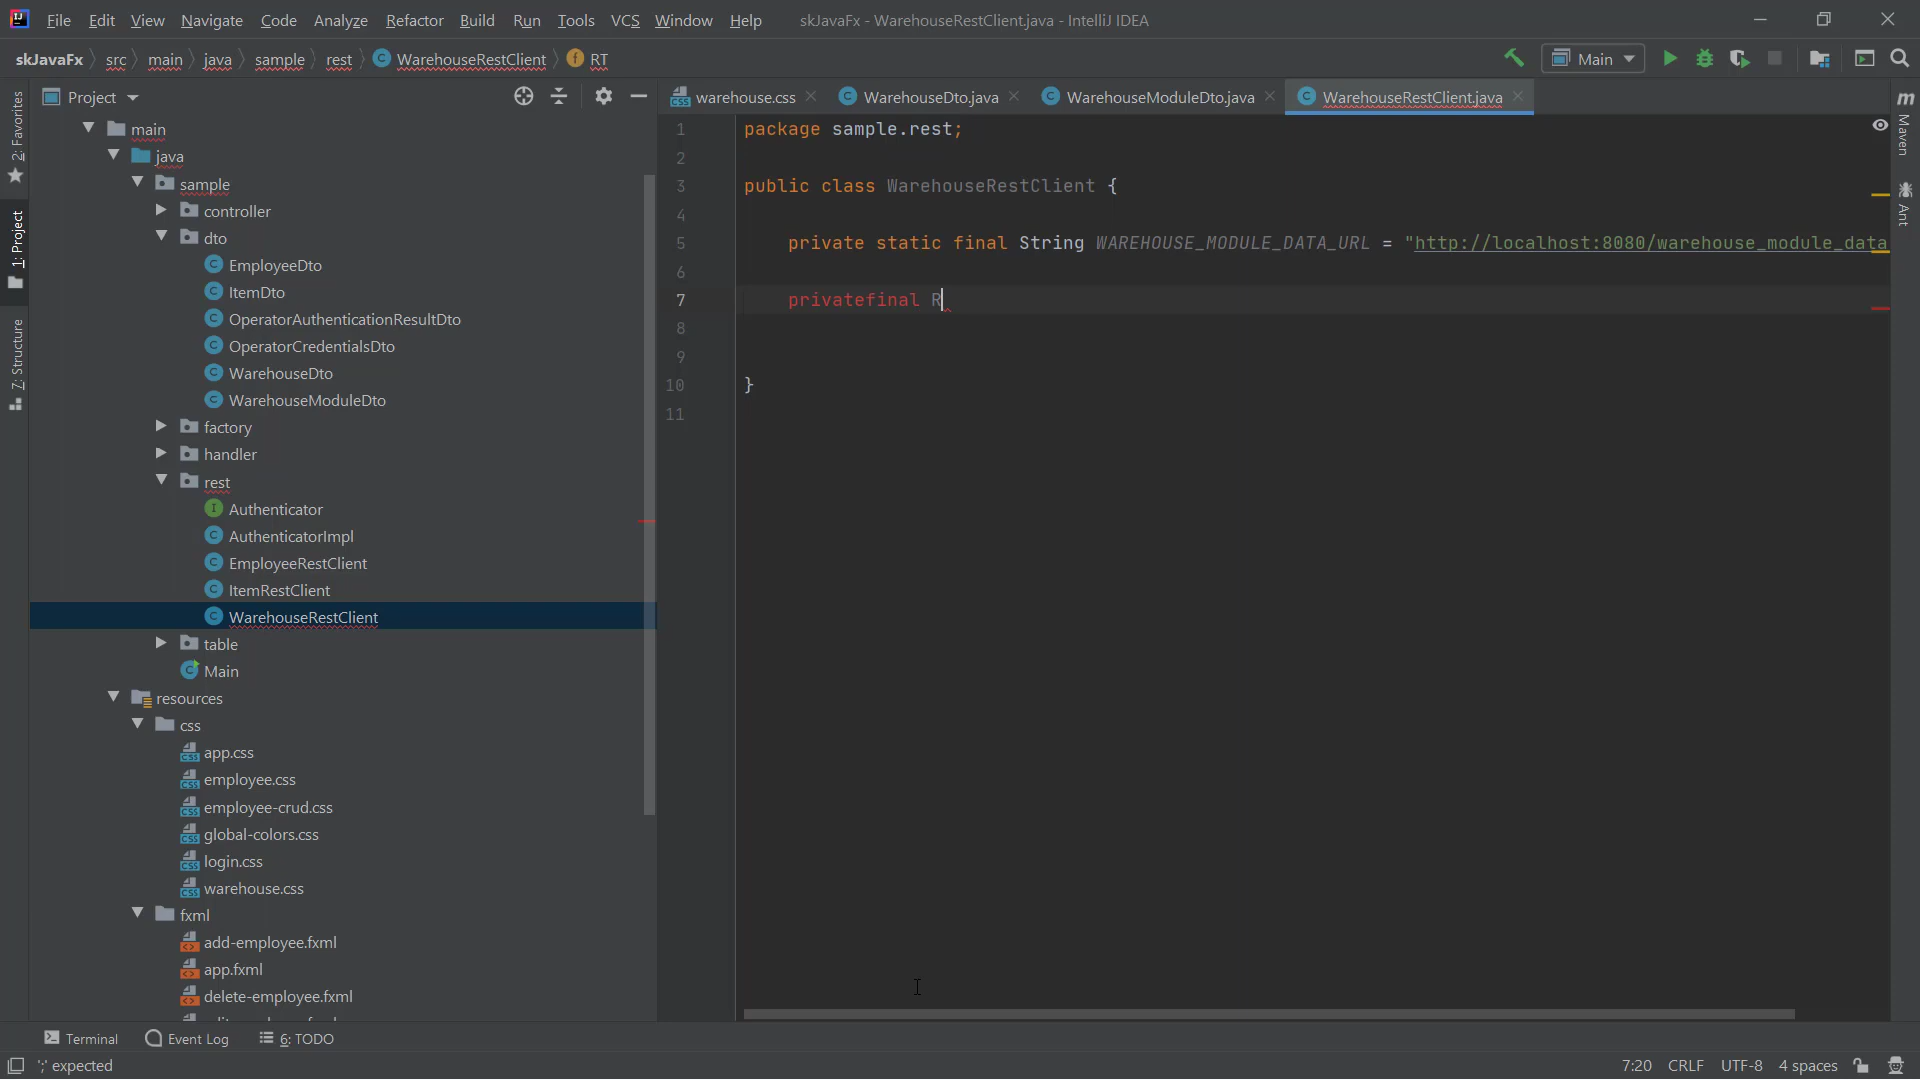 File Edit View Navigate Code Analyze Refactor Build Run Tools VCS Window Help skJavaFx - WarehouseRestClient.java - IntelliJ IDEA
skJavaFx src main java sample rest WarehouseRestClient RT Main
Project
warehouse.css WarehouseDto.java WarehouseModuleDto.java WarehouseRestClient.java
2: Favorites
1: Project
7: Structure
main
java
sample
controller
dto
EmployeeDto
ItemDto
OperatorAuthenticationResultDto
OperatorCredentialsDto
WarehouseDto
WarehouseModuleDto
factory
handler
rest
Authenticator
AuthenticatorImpl
EmployeeRestClient
ItemRestClient
WarehouseRestClient
table
Main
resources
css
app.css
employee.css
employee-crud.css
global-colors.css
login.css
warehouse.css
fxml
add-employee.fxml
app.fxml
delete-employee.fxml
1 package sample.rest;
2
3 public class WarehouseRestClient {
4
5 private static final String WAREHOUSE_MODULE_DATA_URL = "http://localhost:8080/warehouse_module_data
6
7 privatefinal R
8
9
10 }
11
Maven
Ant
Terminal Event Log 6: TODO
';' expected 7:20 CRLF UTF-8 4 spaces